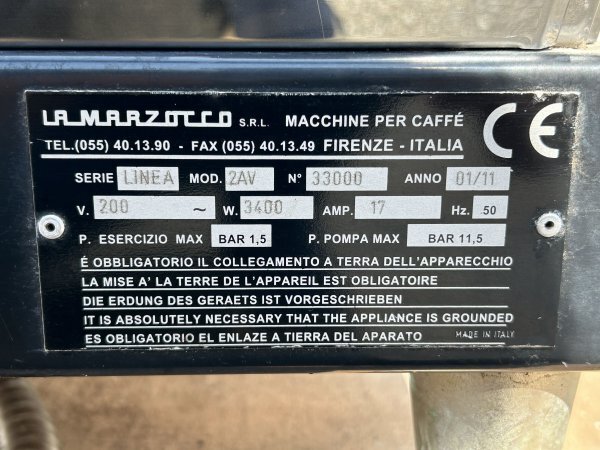 LA MARZOCCO S.R.L. MACCHINE PER CAFFÉ CE
TEL.(055) 40.13.90 - FAX (055) 40.13.49 FIRENZE - ITALIA
SERIE LINEA MOD. 2AV N° 33000 ANNO 01/11
V. 200 ~ W. 3400 AMP. 17 Hz. 50
P. ESERCIZIO MAX BAR 1,5 P. POMPA MAX BAR 11,5
É OBBLIGATORIO IL COLLEGAMENTO A TERRA DELL'APPARECCHIO
LA MISE A' LA TERRE DE L'APPAREIL EST OBLIGATOIRE
DIE ERDUNG DES GERAETS IST VORGESCHRIEBEN
IT IS ABSOLUTELY NECESSARY THAT THE APPLIANCE IS GROUNDED
ES OBLIGATORIO EL ENLAZE A TIERRA DEL APARATO MADE IN ITALY